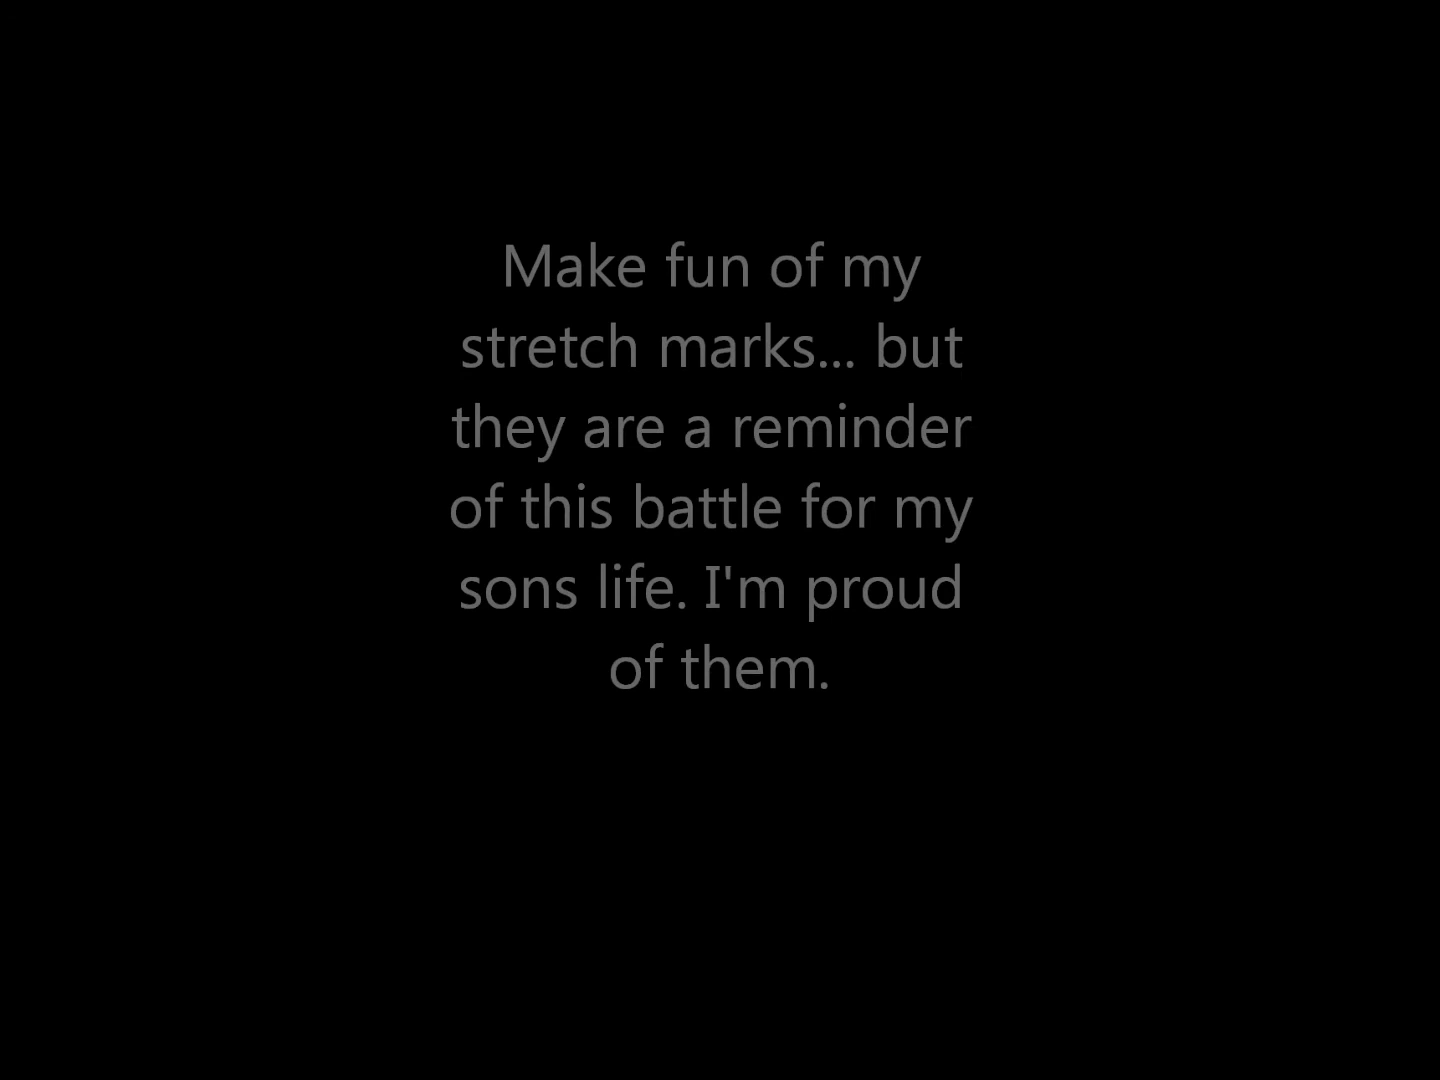 Make fun of my
stretch marks... but
they are a reminder
of this battle for my
sons life. I'm proud
of them.